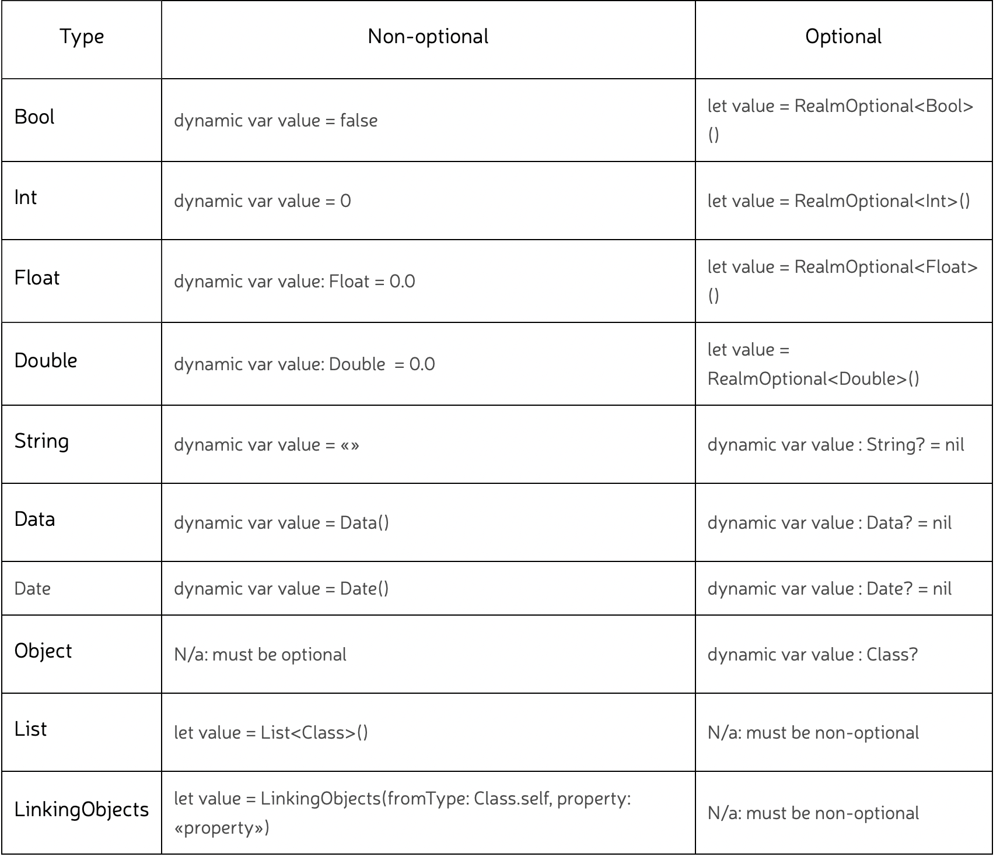 Type
Non-optional
Optional
Bool
dynamic var value = false
let value = RealmOptional<Bool>
()
Int
dynamic var value = 0
let value = RealmOptional<Int>()
Float
dynamic var value: Float = 0.0
let value = RealmOptional<Float>
()
Double
dynamic var value: Double  = 0.0
let value =
RealmOptional<Double>()
String
dynamic var value = «»
dynamic var value : String? = nil
Data
dynamic var value = Data()
dynamic var value : Data? = nil
Date
dynamic var value = Date()
dynamic var value : Date? = nil
Object
N/a: must be optional
dynamic var value : Class?
List
let value = List<Class>()
N/a: must be non-optional
LinkingObjects
let value = LinkingObjects(fromType: Class.self, property:
«property»)
N/a: must be non-optional